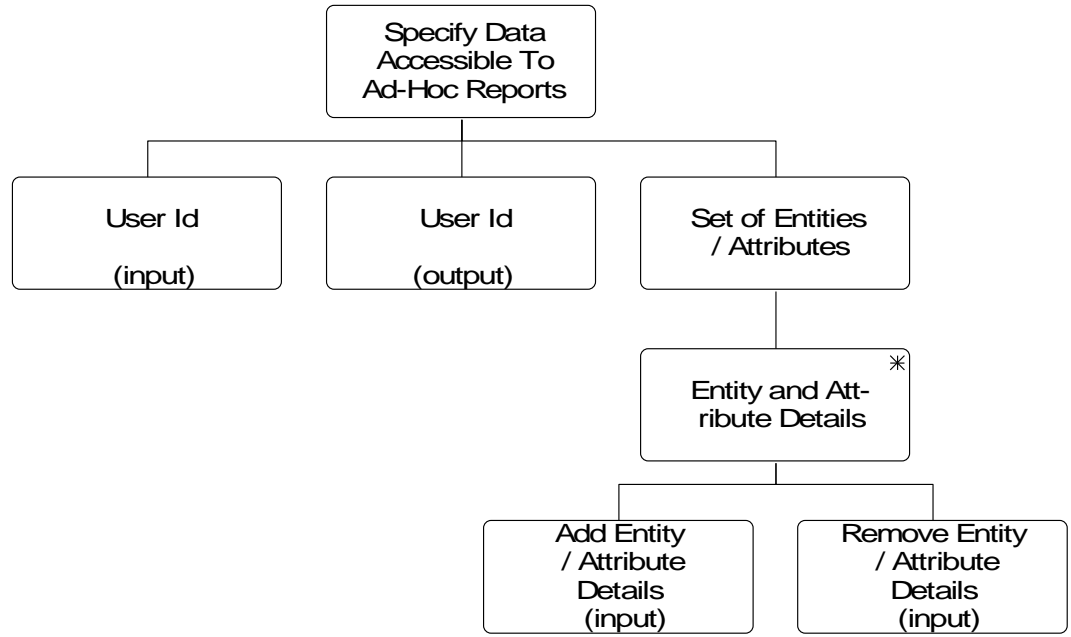 Specify Data
Accessible To
Ad-Hoc Reports
User Id
(input)
User Id
(output)
Set of Entities
/ Attributes
Entity and Att-
ribute Details
Add Entity
/ Attribute
Details
(input)
Remove Entity
/ Attribute
Details
(input)